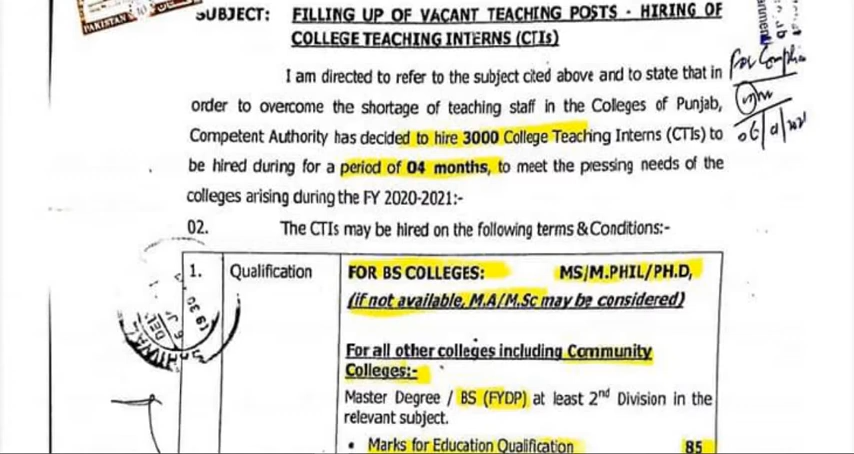 PAKISTAN
SUBJECT: FILLING UP OF VACANT TEACHING POSTS - HIRING OF
COLLEGE TEACHING INTERNS (CTIs)
I am directed to refer to the subject cited above and to state that in
order to overcome the shortage of teaching staff in the Colleges of Punjab,
Competent Authority has decided to hire 3000 College Teaching Interns (CTIs) to
be hired during for a period of 04 months, to meet the pressing needs of the
colleges arising during the FY 2020-2021:-
02. The CTIs may be hired on the following terms & Conditions:-
1. Qualification FOR BS COLLEGES: MS/M.PHIL/PH.D,
(if not available, M.A/M.Sc may be considered)
For all other colleges including Community
Colleges:-
Master Degree / BS (FYDP) at least 2nd Division in the
relevant subject.
• Marks for Education Qualification 85